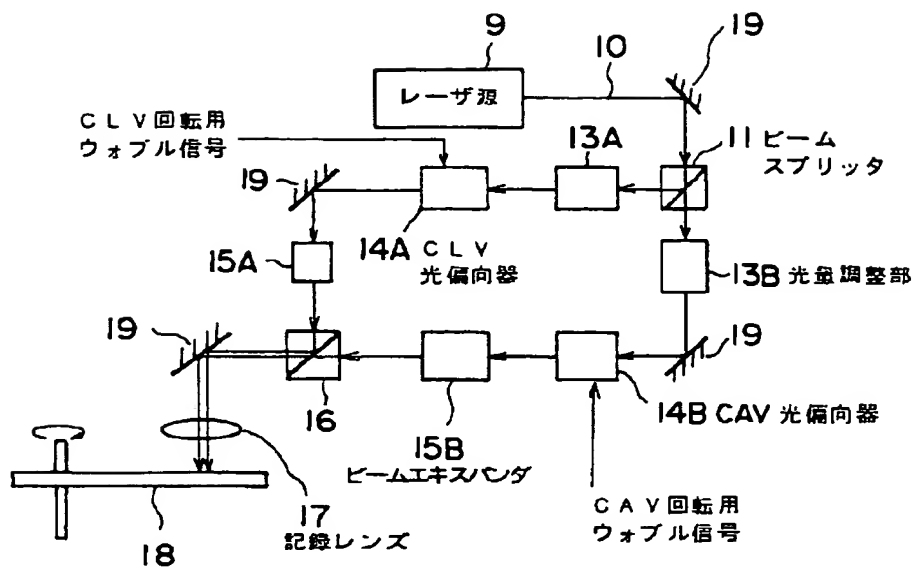 9
レーザ源
10
19
CLV回転用
ウォブル信号
13A
11 ビーム
スプリッタ
19
14A CLV
光偏向器
15A
13B 光量調整部
19
19
16
15B
ビームエキスパンダ
14B CAV 光偏向器
17
記録レンズ
18
CAV回転用
ウォブル信号